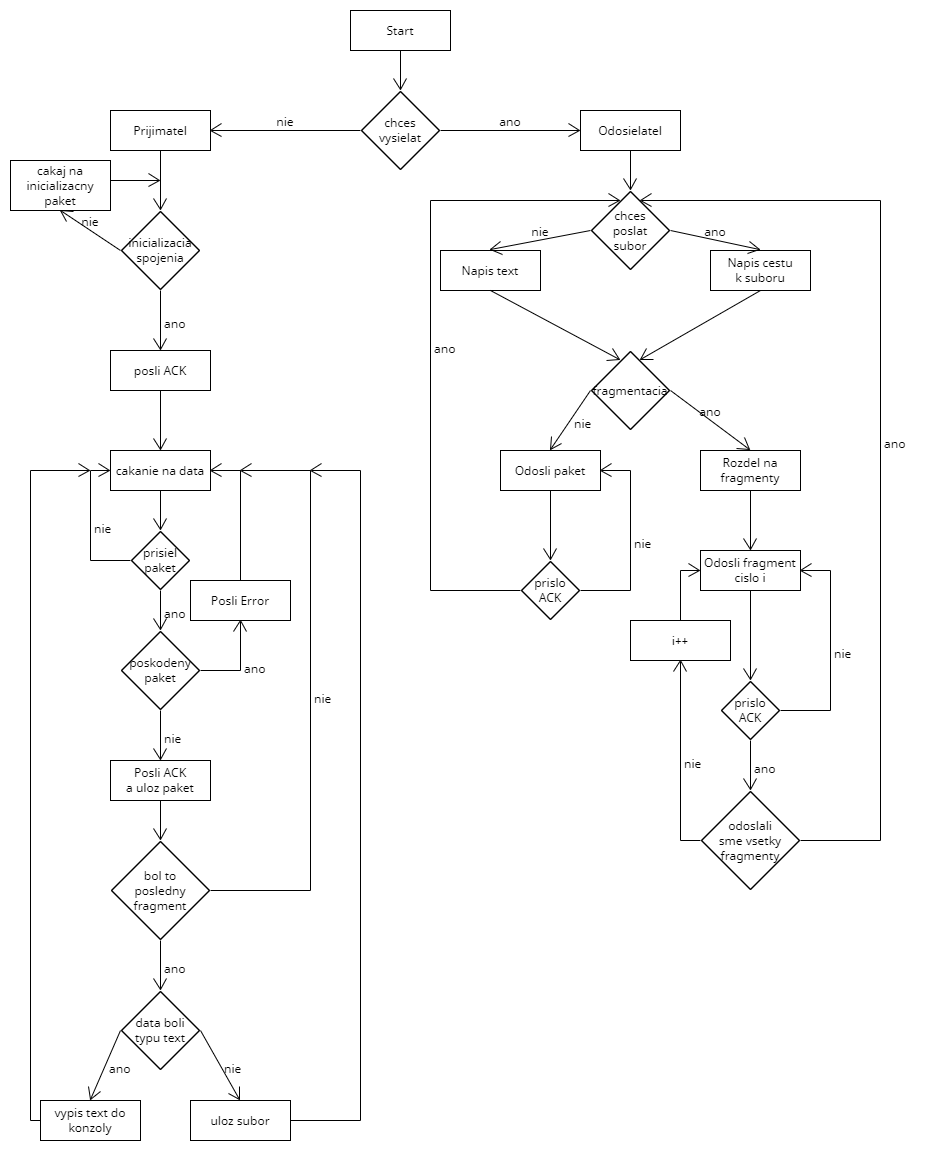 Start
chces
vysielat
nie
ano
Prijimatel
Odosielatel
cakaj na
inicializacny
paket
nie
inicializacia
spojenia
ano
posli ACK
cakanie na data
nie
prisiel
paket
ano
Posli Error
poskodeny
paket
ano
nie
nie
Posli ACK
a uloz paket
bol to
posledny
fragment
ano
data boli
typu text
ano
nie
vypis text do
konzoly
uloz subor
chces
poslat
subor
nie
ano
Napis text
Napis cestu
k suboru
ano
fragmentacia
nie
ano
ano
Odosli paket
Rozdel na
fragmenty
nie
prislo
ACK
Odosli fragment
cislo i
i++
nie
prislo
ACK
nie
ano
odoslali
sme vsetky
fragmenty